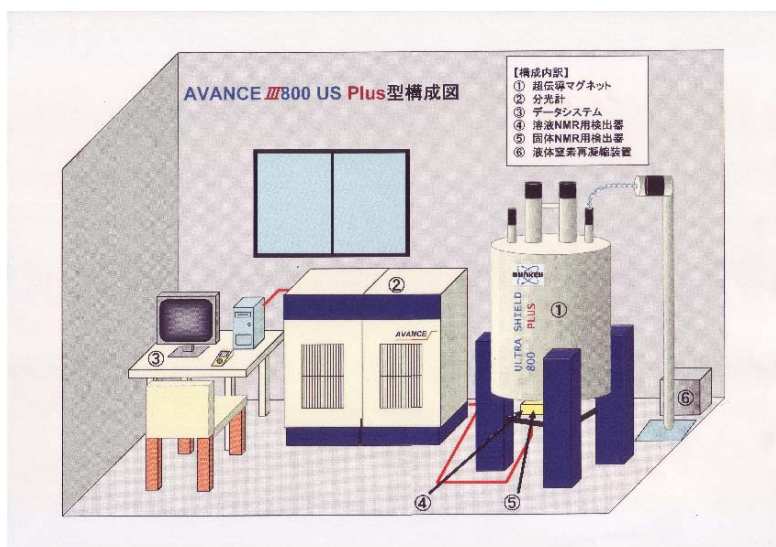 AVANCE III800 US Plus型構成図
【構成内訳】
① 超伝導マグネット
② 分光計
③ データシステム
④ 溶液NMR用検出器
⑤ 固体NMR用検出器
⑥ 液体窒素再凝縮装置
②
BRUKER
①
AVANCE
ULTRA SHIELD
800 PLUS
③
⑥
④
⑤